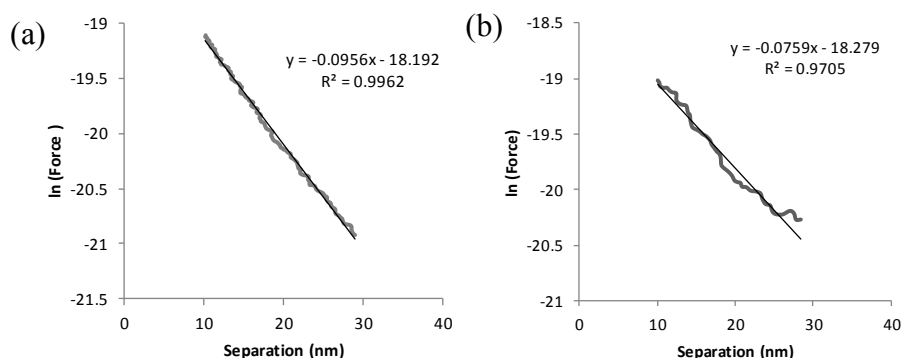 (a)
-19
-19.5
-20
-20.5
-21
-21.5
ln (Force )
y = -0.0956x - 18.192
R² = 0.9962
0
10
20
30
40
Separation (nm)
(b)
-18.5
-19
-19.5
-20
-20.5
-21
ln (Force)
y = -0.0759x - 18.279
R² = 0.9705
0
10
20
30
40
Separation (nm)